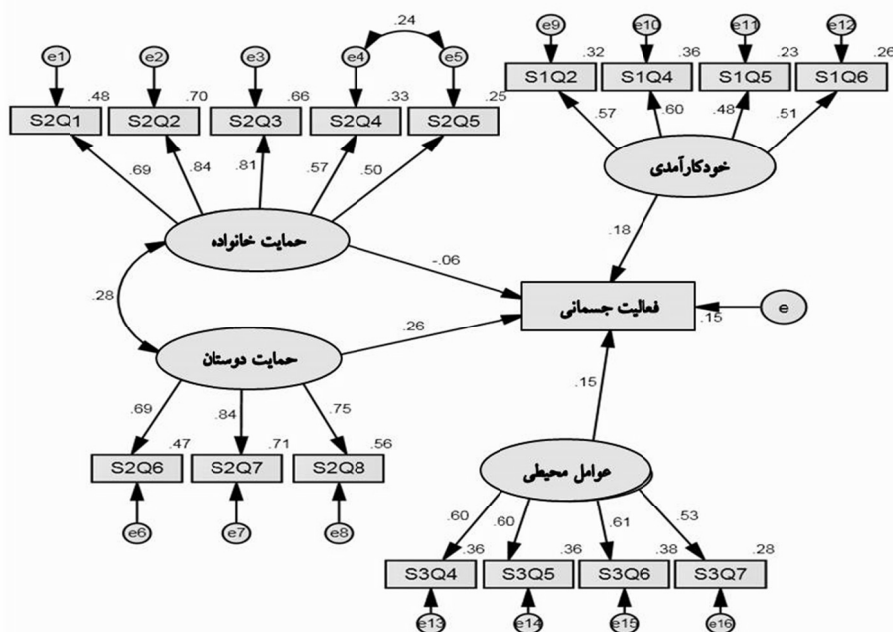 .24
e1 e2 e3 e4 e5
.48 .70 .66 .33 .25
S2Q1 S2Q2 S2Q3 S2Q4 S2Q5
.69 .84 .81 .57 .50
e9 e10 e11 e12
.32 .36 .23 .26
S1Q2 S1Q4 S1Q5 S1Q6
.57 .60 .48 .51
خودکارآمدی
حمایت خانواده
.18
-.06
.28
فعالیت جسمانی
.15
e
.26
حمایت دوستان
.15
.69 .84 .75
.47 .71 .56
S2Q6 S2Q7 S2Q8
e6 e7 e8
عوامل محیطی
.60 .60 .61 .53
.36 .36 .38 .28
S3Q4 S3Q5 S3Q6 S3Q7
e13 e14 e15 e16